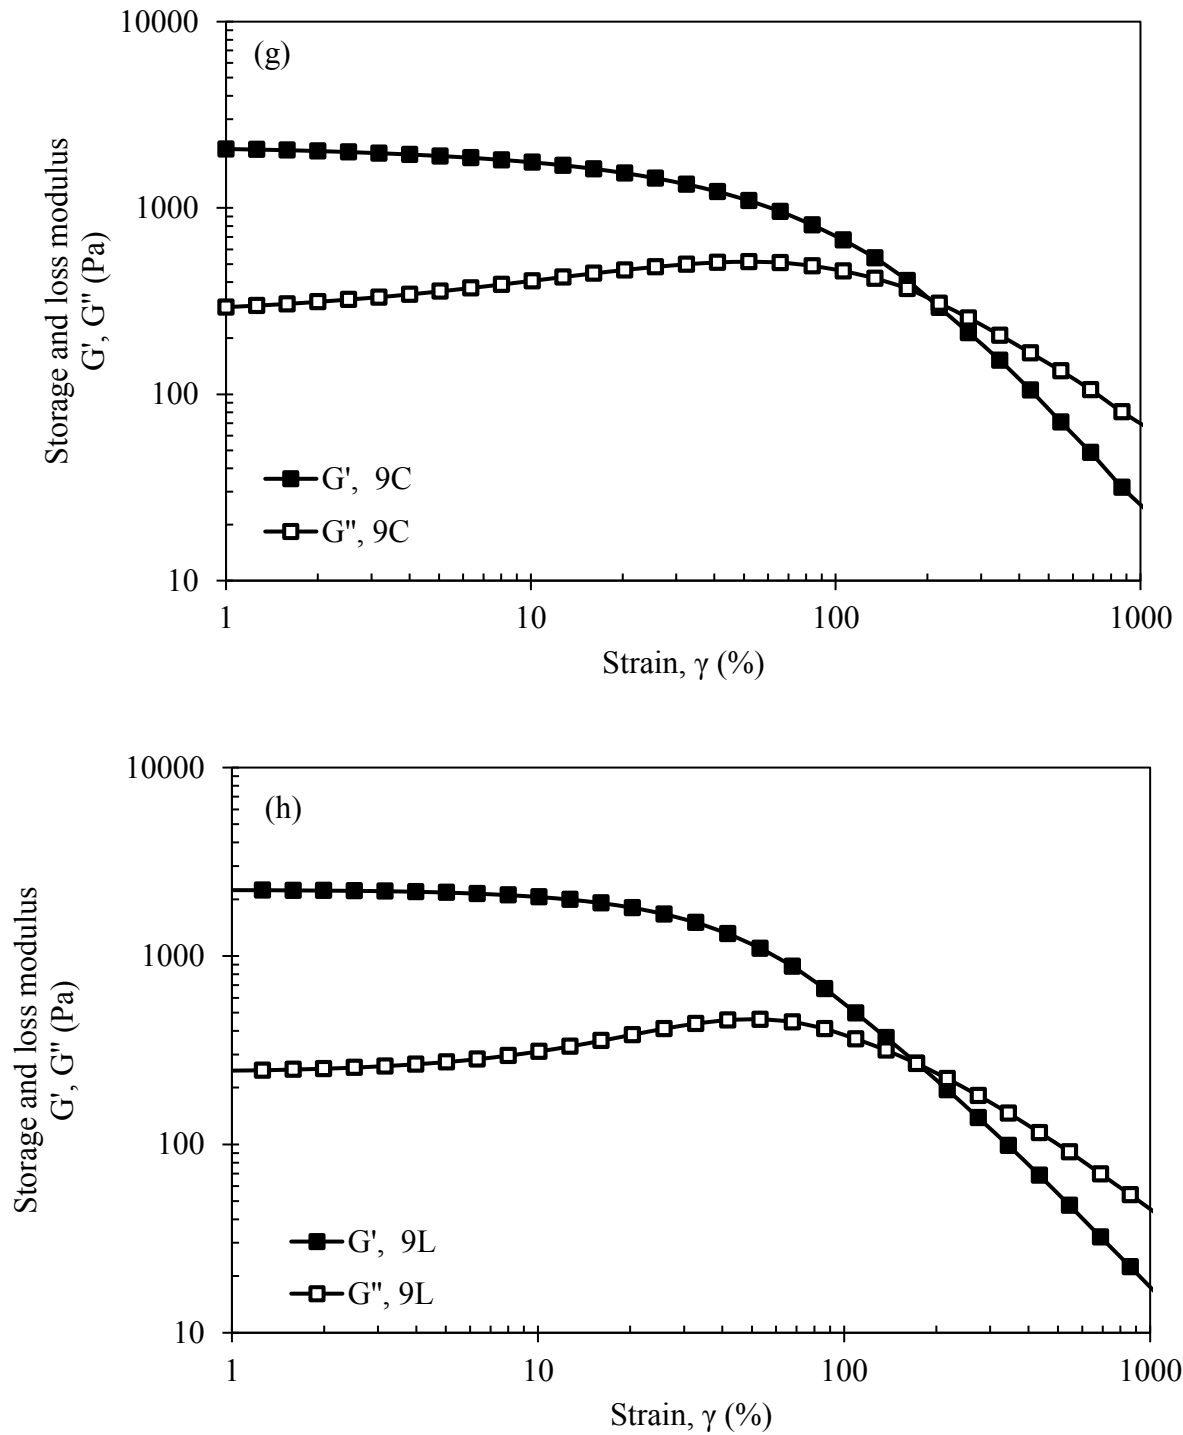 (g)
10000
1000
100
10
Storage and loss modulus
G', G" (Pa)
G',  9C
G", 9C
1 10 100 1000
Strain, γ (%)
(h)
10000
1000
100
10
Storage and loss modulus
G', G" (Pa)
G',  9L
G", 9L
1 10 100 1000
Strain, γ (%)